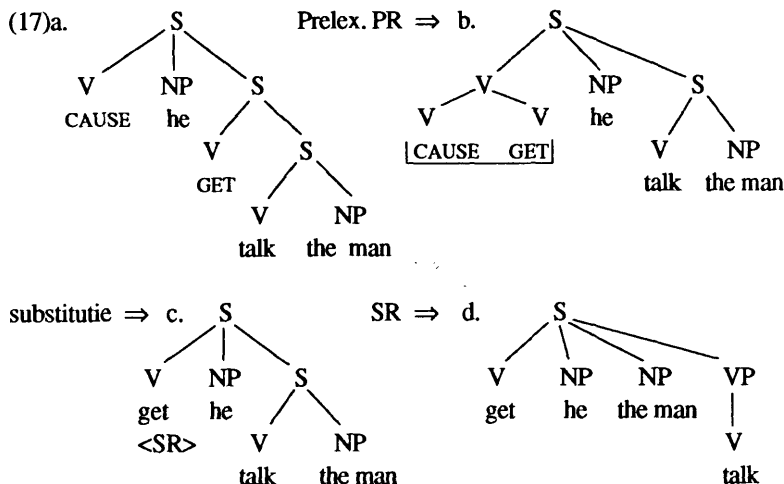 (17)a. S Prelex. PR ⇒ b. S
V NP S V NP S
CAUSE he V V he
V S CAUSE GET V NP
GET talk the man
V NP
talk the man
substitutie ⇒ c. S SR ⇒ d. S
V NP S V NP NP VP
get he get he the man
<SR> V NP V
talk the man talk